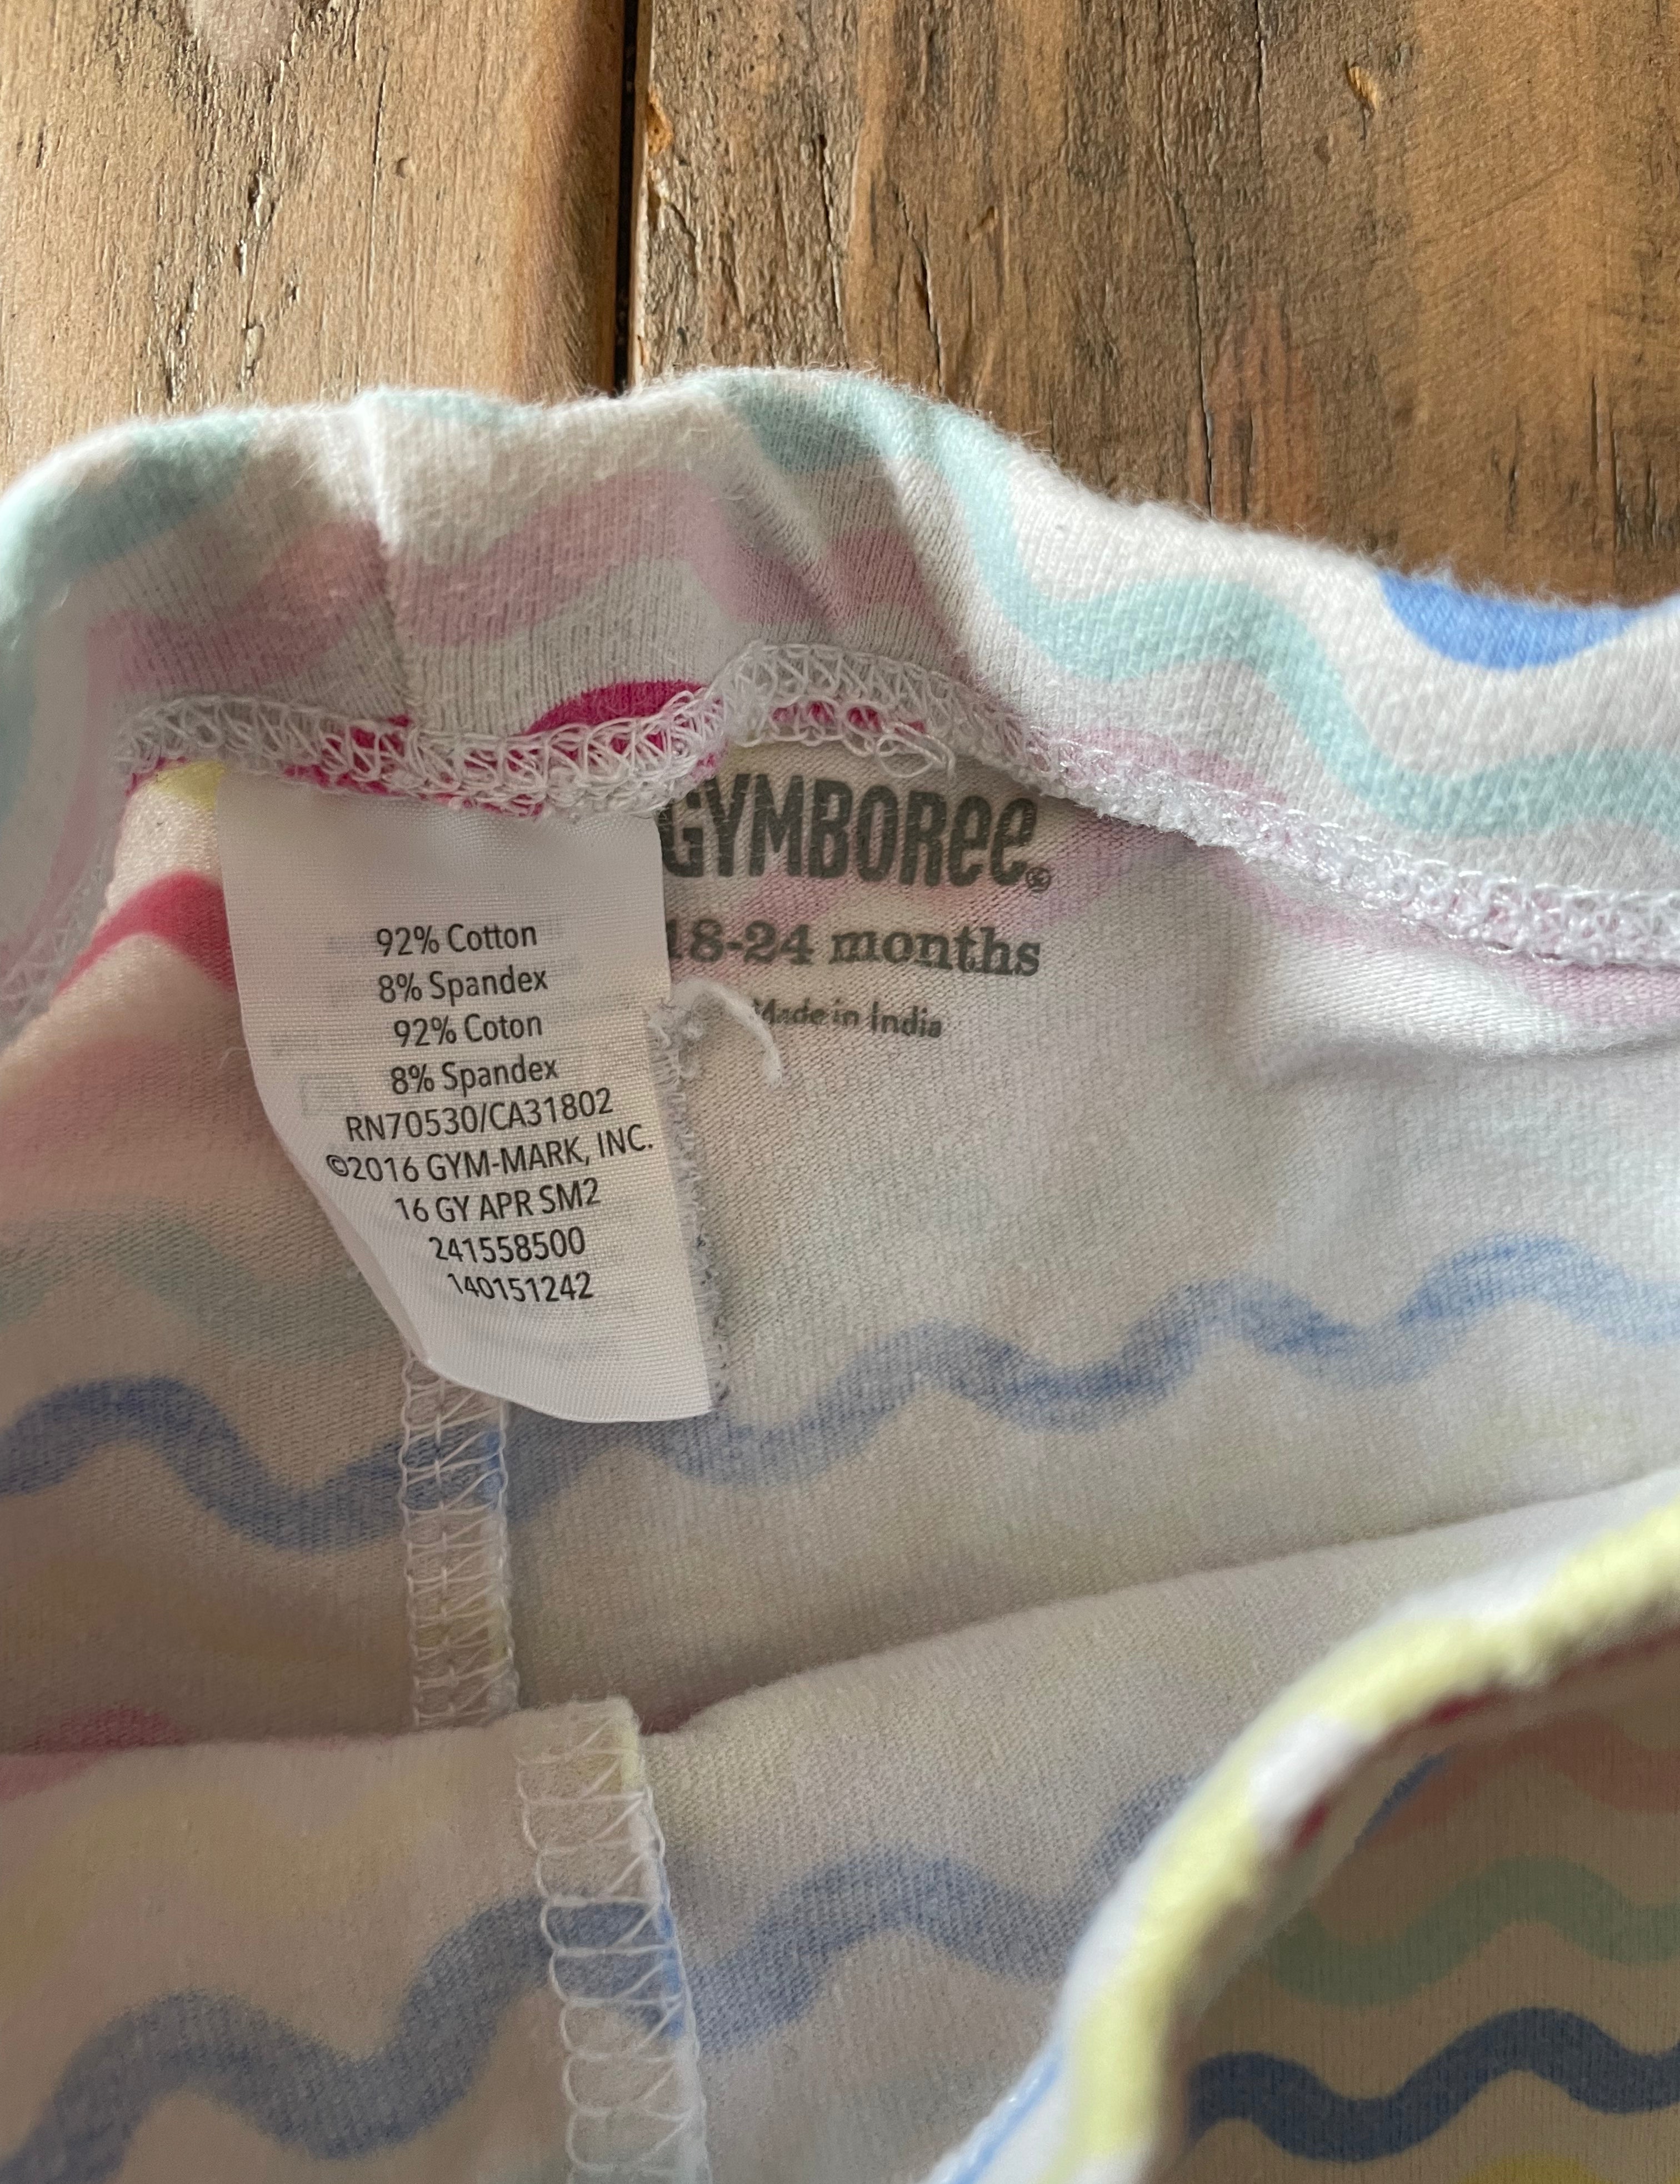 92% Cotton
8% Spandex
92% Coton
8% Spandex
RN70530/CA31802
©2016 GYM-MARK, INC.
16 GY APR SM2
241558500
140151242
GYMBOREE®
18-24 months
Made in India